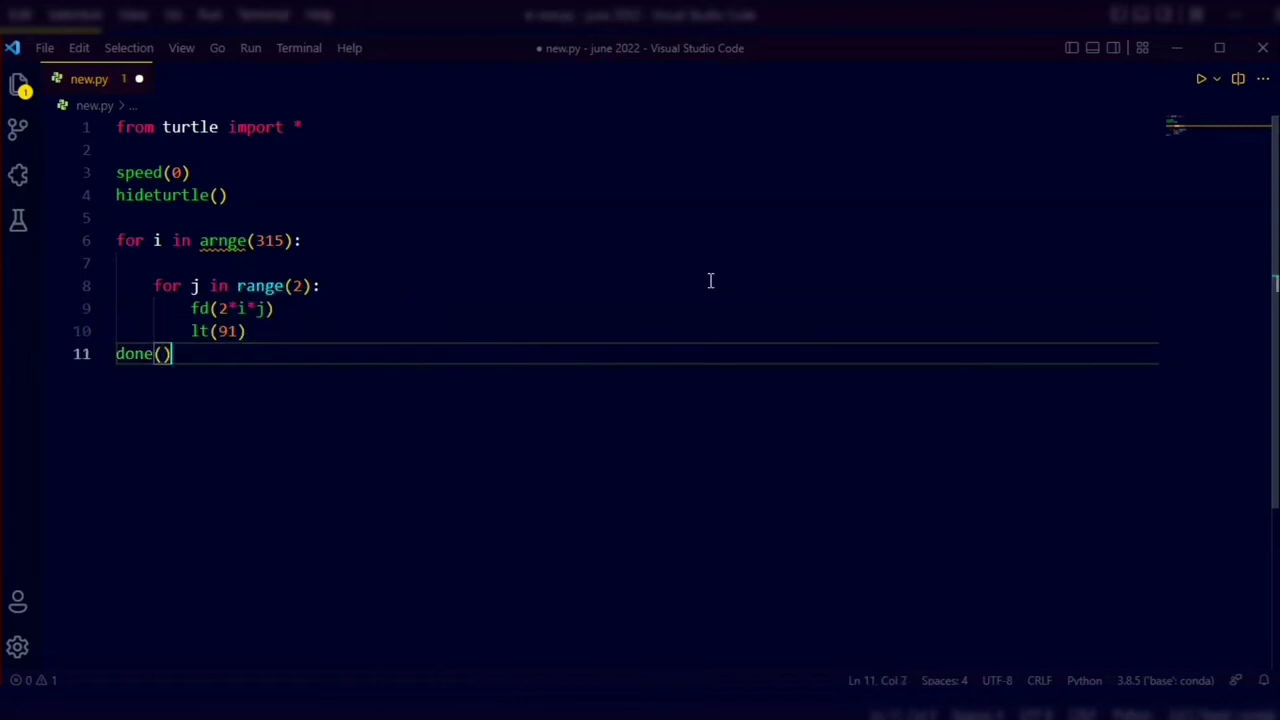 File Edit Selection View Go Run Terminal Help
● new.py - june 2022 - Visual Studio Code
new.py 1
new.py > ...
1 from turtle import *
2
3 speed(0)
4 hideturtle()
5
6 for i in arnge(315):
7
8 for j in range(2):
9 fd(2*i*j)
10 lt(91)
11 done()
1
0 1
Ln 11, Col 7 Spaces: 4 UTF-8 CRLF Python 3.8.5 ('base': conda)